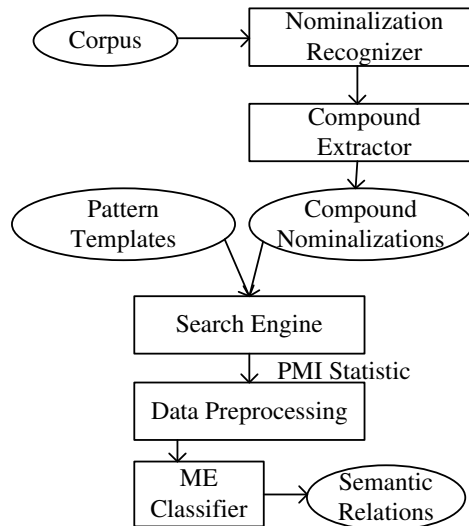 Corpus
Nominalization
Recognizer
Compound
Extractor
Pattern
Templates
Compound
Nominalizations
Search Engine
PMI Statistic
Data Preprocessing
ME
Classifier
Semantic
Relations